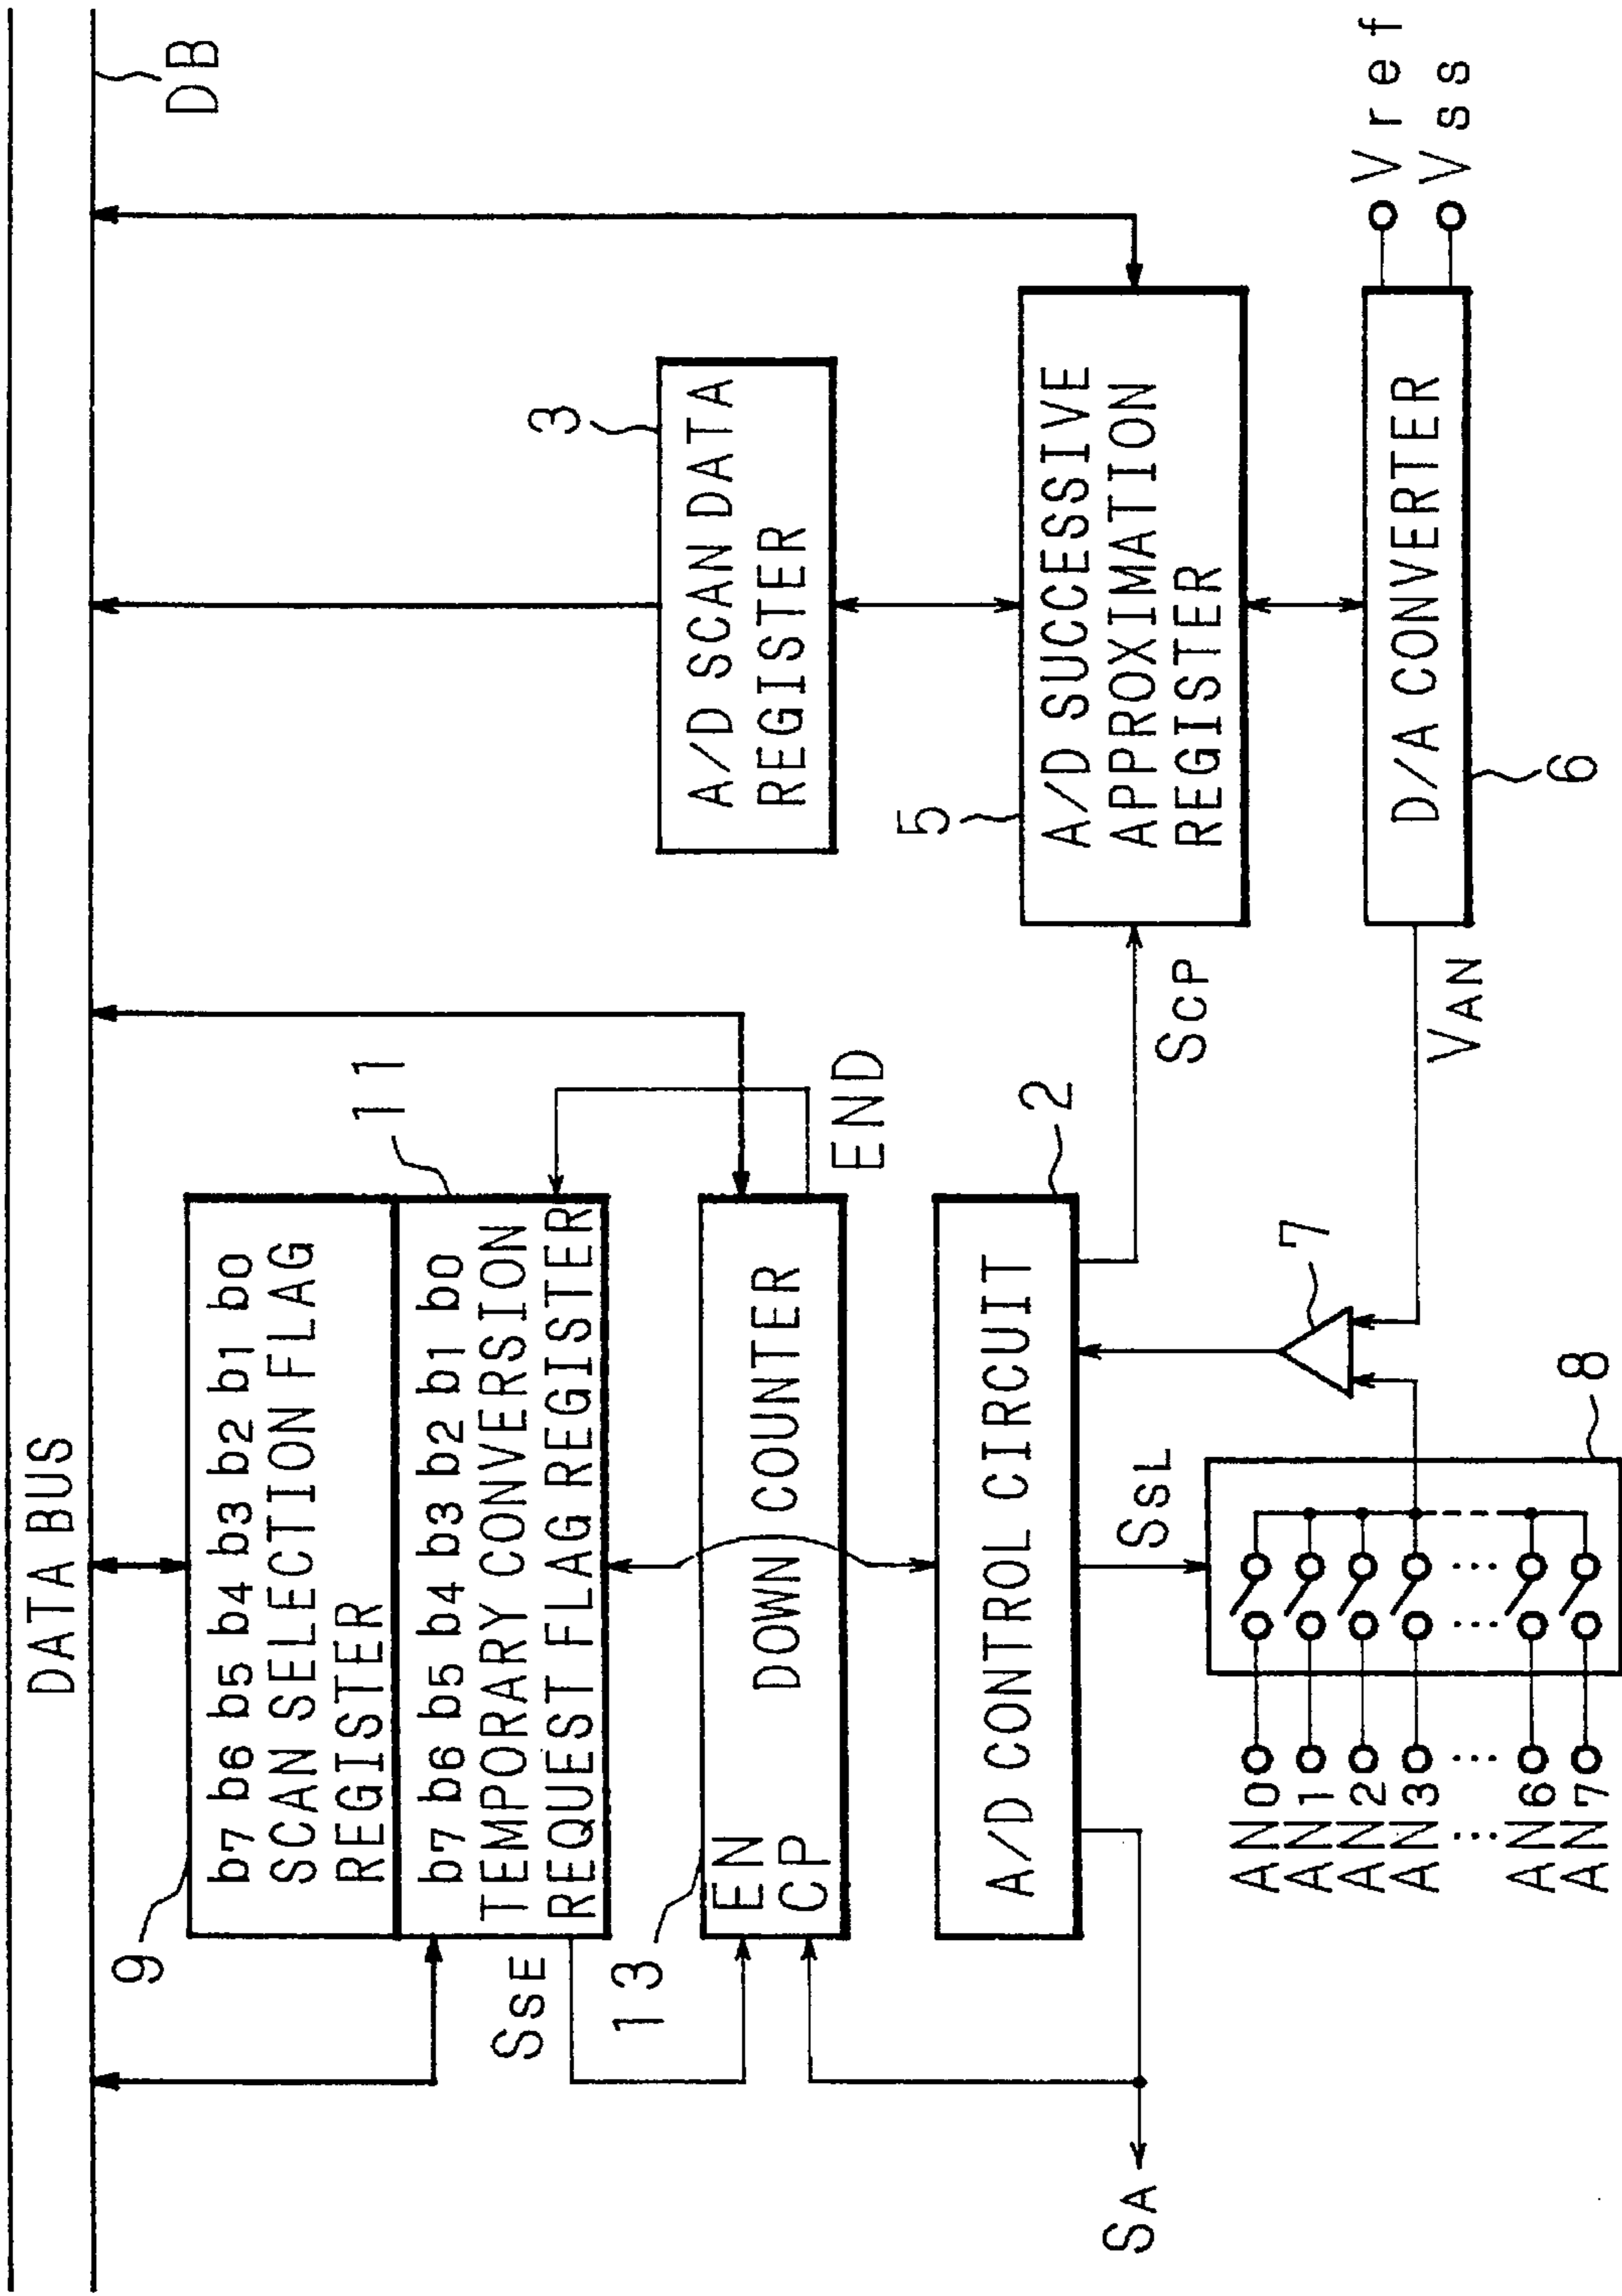 DATA BUS
DB
9
b7 b6 b5 b4 b3 b2 b1 b0
SCAN SELECTION FLAG
REGISTER
11
b7 b6 b5 b4 b3 b2 b1 b0
TEMPORARY CONVERSION
REQUEST FLAG REGISTER
SSE
13
EN
CP
DOWN COUNTER
END
3
A/D SCAN DATA
REGISTER
2
A/D CONTROL CIRCUIT
SA
SCP
5
A/D SUCCESSIVE
APPROXIMATION
REGISTER
SSL
7
VAN
D/A CONVERTER
6
Vref
Vss
8
AN0
AN1
AN2
AN3
... ...
AN6
AN7